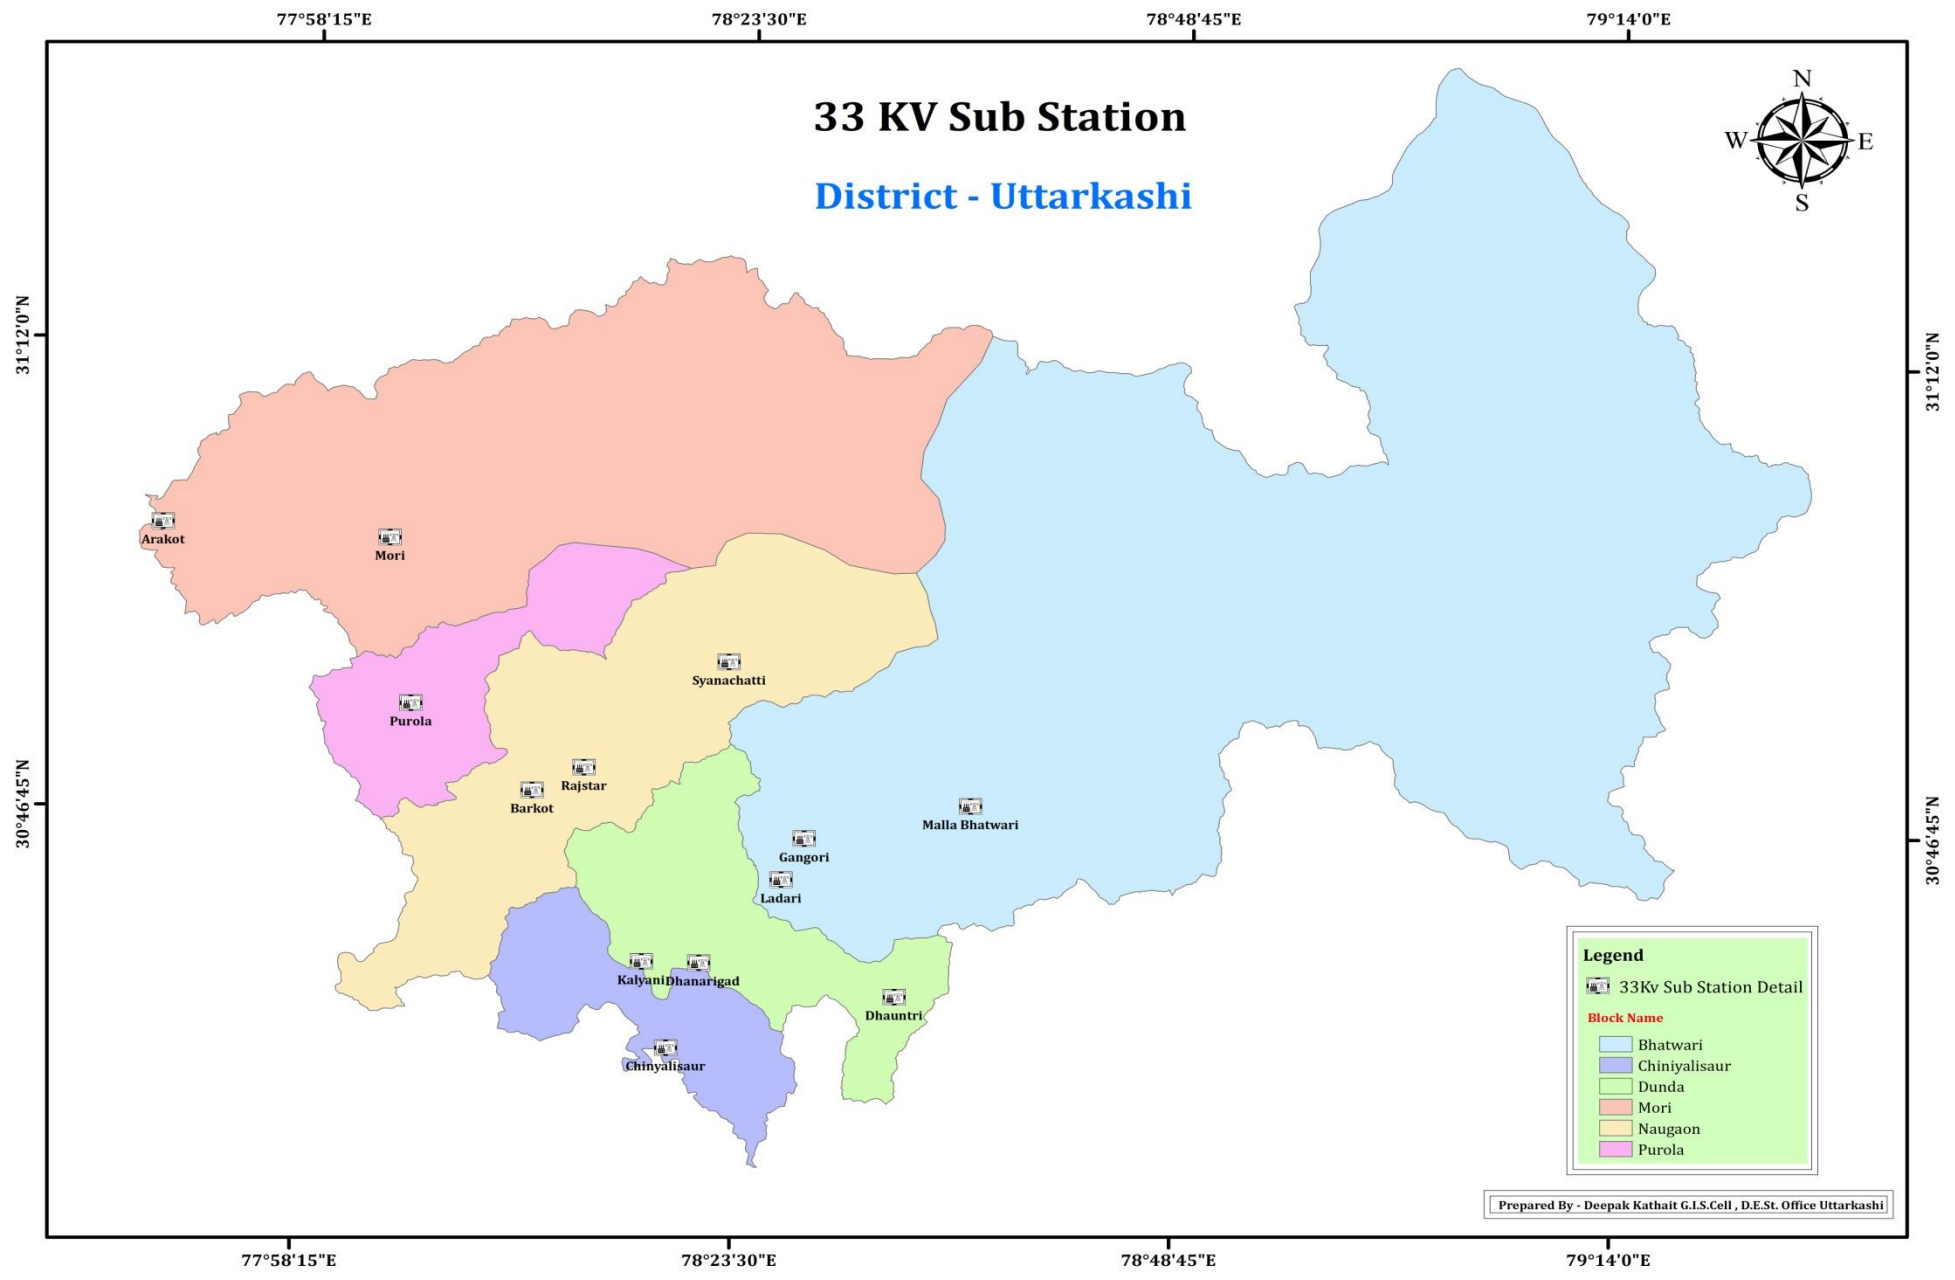 77°58'15"E
78°23'30"E
78°48'45"E
79°14'0"E
33 KV Sub Station
District - Uttarkashi
N
W
E
S
31°12'0"N
31°12'0"N
Arakot
Mori
Syanachatti
Purola
Rajstar
Barkot
Malla Bhatwari
Gangori
Ladari
30°46'45"N
30°46'45"N
Kalyani
Dhanarigad
Dhauntri
Chinyalisaur
Legend
33Kv Sub Station Detail
Block Name
Bhatwari
Chiniyalisaur
Dunda
Mori
Naugaon
Purola
Prepared By - Deepak Kathait G.I.S.Cell , D.E.St. Office Uttarkashi
77°58'15"E
78°23'30"E
78°48'45"E
79°14'0"E